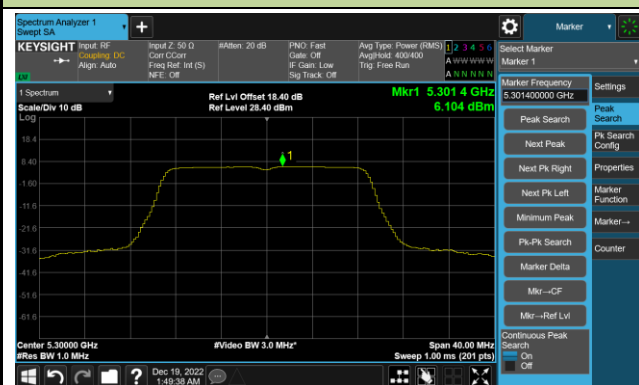 Spectrum Analyzer 1
Swept SA
Marker
KEYSIGHT
Input: RF
Coupling: DC
Align: Auto
Input Z: 50 Ω
Corr CCorr
Freq Ref: Int (S)
NFE: Off
#Atten: 20 dB
PNO: Fast
Gate: Off
IF Gain: Low
Sig Track: Off
Avg Type: Power (RMS)
Avg|Hold: 400/400
Trig: Free Run
1 2 3 4 5 6
A W W W W W
A N N N N N
LXI
Select Marker
Marker 1
1 Spectrum
Scale/Div 10 dB
Log
Ref Lvl Offset 18.40 dB
Ref Level 28.40 dBm
Mkr1 5.301 4 GHz
6.104 dBm
18.4
8.40
-1.60
-11.6
-21.6
-31.6
-41.6
-51.6
-61.6
1
Center 5.30000 GHz
#Res BW 1.0 MHz
#Video BW 3.0 MHz*
Span 40.00 MHz
Sweep 1.00 ms (201 pts)
Marker Frequency
5.301400000 GHz
Peak Search
Next Peak
Next Pk Right
Next Pk Left
Minimum Peak
Pk-Pk Search
Marker Delta
Mkr→CF
Mkr→Ref Lvl
Continuous Peak
Search
On
Off
Settings
Peak
Search
Pk Search
Config
Properties
Marker
Function
Marker→
Counter
Dec 19, 2022
1:49:38 AM